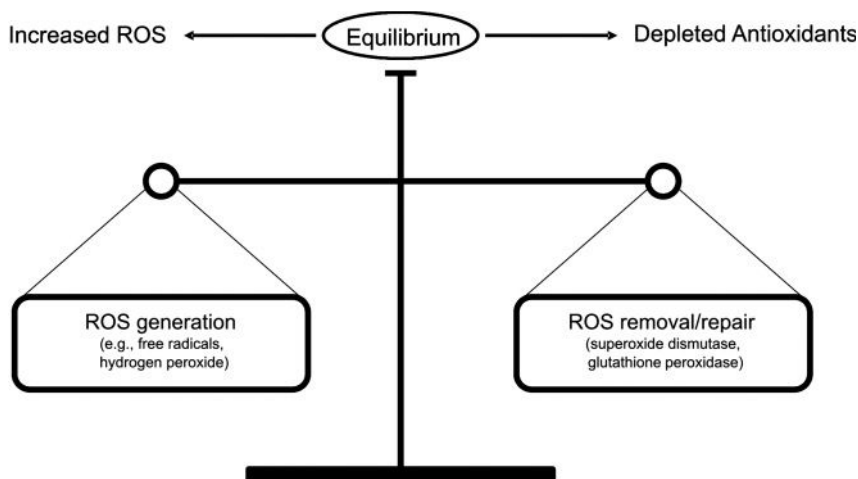 Increased ROS
Equilibrium
Depleted Antioxidants
ROS generation
(e.g., free radicals,
hydrogen peroxide)
ROS removal/repair
(superoxide dismutase,
glutathione peroxidase)